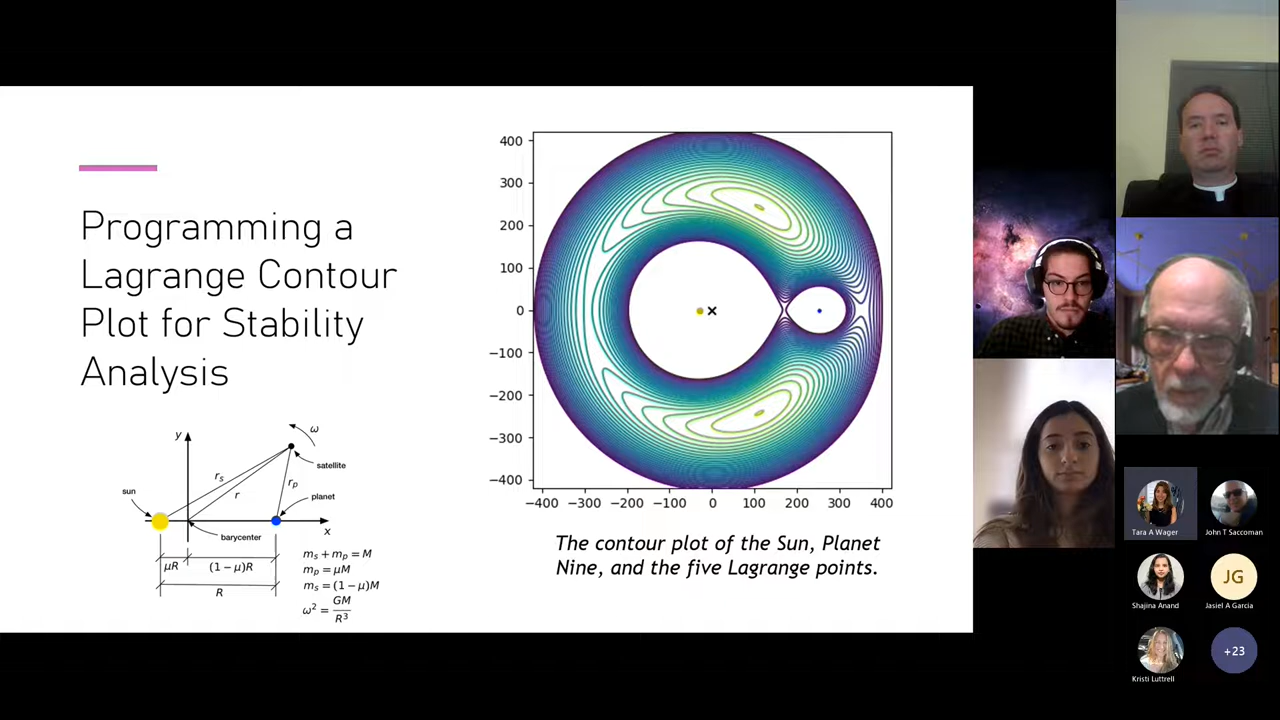 Programming a
Lagrange Contour
Plot for Stability
Analysis
y
ω
satellite
r_s
r
r_p
sun
planet
x
barycenter
μR
(1−μ)R
R
m_s + m_p = M
m_p = μM
m_s = (1−μ)M
ω² = GM/R³
400
300
200
100
0
−100
−200
−300
−400
−400 −300 −200 −100 0 100 200 300 400
The contour plot of the Sun, Planet
Nine, and the five Lagrange points.
Tara A Wager
John T Saccoman
Shajina Anand
JG
Jasiel A Garcia
Kristi Luttrell
+23